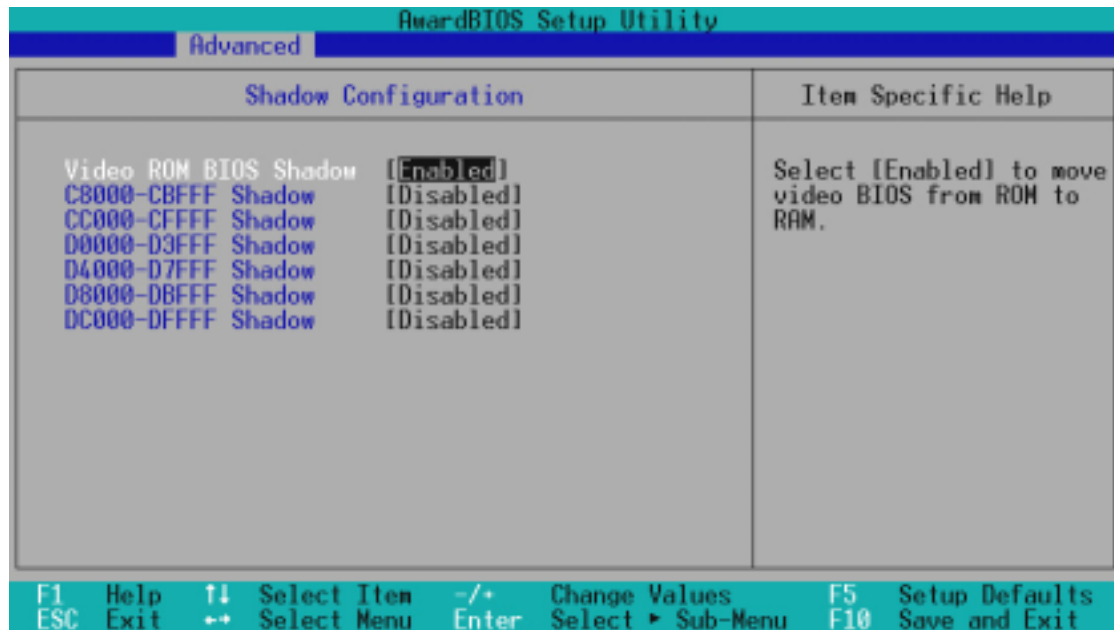 AwardBIOS Setup Utility
Advanced
Shadow Configuration
Item Specific Help
Video ROM BIOS Shadow [Enabled]
C8000-CBFFF Shadow [Disabled]
CC000-CFFFF Shadow [Disabled]
D0000-D3FFF Shadow [Disabled]
D4000-D7FFF Shadow [Disabled]
D8000-DBFFF Shadow [Disabled]
DC000-DFFFF Shadow [Disabled]
Select [Enabled] to move
video BIOS from ROM to
RAM.
F1 Help ↑↓ Select Item -/+ Change Values F5 Setup Defaults
ESC Exit ←→ Select Menu Enter Select ► Sub-Menu F10 Save and Exit